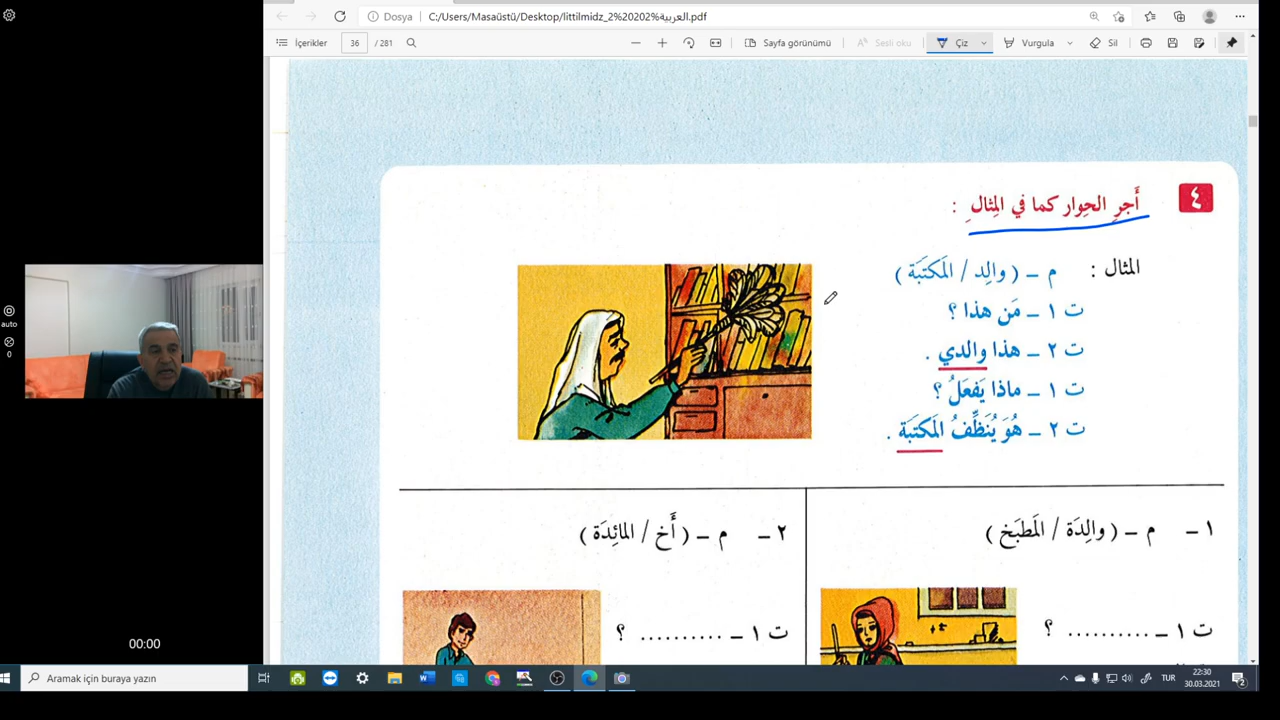 Dosya C:/Users/Masaüstü/Desktop/littilmidz_2%20202%العربية.pdf
İçerikler 36 / 281 Sayfa görünümü Sesli oku Çiz Vurgula Sil
٤ أَجرِ الحِوار كما في المِثالِ :
المثال : م – ( والِد / المَكتَبَة )
ت ١ – مَن هذا ؟
ت ٢ – هذا والدي .
ت ١ – ماذا يَفعَلُ ؟
ت ٢ – هُوَ يُنَظِّفُ المَكتَبَة .
١ – م – ( والِدَة / المَطبَخ )
ت ١ – .......... ؟
٢ – م – ( أَخ / المائِدَة )
ت ١ – .......... ؟
auto
0
00:00
Aramak için buraya yazın
TUR
22:30
30.03.2021
2